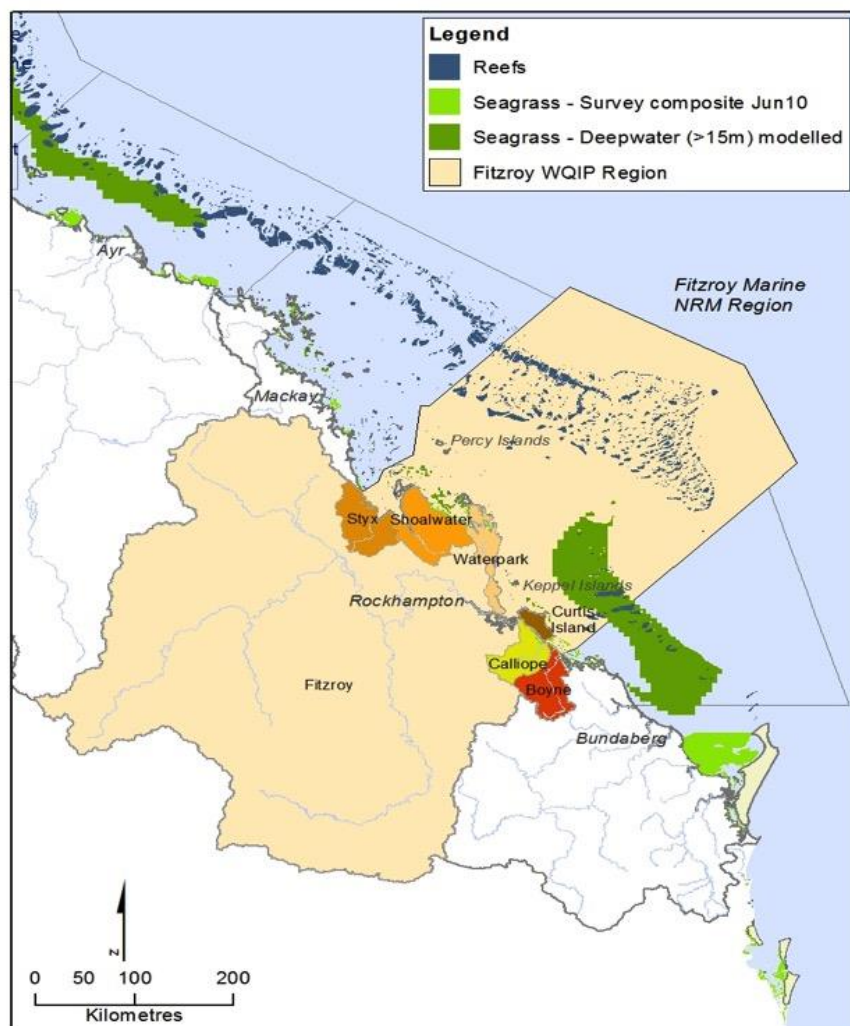 Legend
Reefs
Seagrass - Survey composite Jun10
Seagrass - Deepwater (>15m) modelled
Fitzroy WQIP Region
Ayr
Fitzroy Marine
NRM Region
Mackay
Percy Islands
Styx
Shoalwater
Waterpark
Keppal Islands
Rockhampton
Curtis
Island
Calliope
Fitzroy
Boyne
Bundaberg
z
0 50 100 200
Kilometres